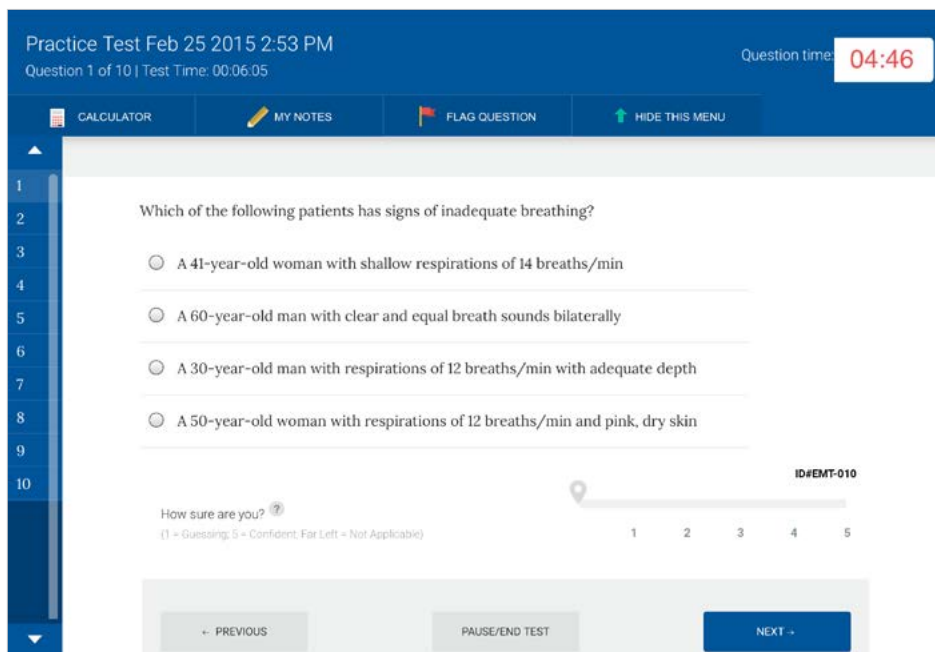 Practice Test Feb 25 2015 2:53 PM
Question 1 of 10 | Test Time: 00:06:05
Question time: 04:46
CALCULATOR
MY NOTES
FLAG QUESTION
HIDE THIS MENU
1
2
3
4
5
6
7
8
9
10
Which of the following patients has signs of inadequate breathing?
A 41-year-old woman with shallow respirations of 14 breaths/min
A 60-year-old man with clear and equal breath sounds bilaterally
A 30-year-old man with respirations of 12 breaths/min with adequate depth
A 50-year-old woman with respirations of 12 breaths/min and pink, dry skin
ID#EMT-010
How sure are you? ?
(1 = Guessing; 5 = Confident; Far Left = Not Applicable)
1 2 3 4 5
← PREVIOUS
PAUSE/END TEST
NEXT →